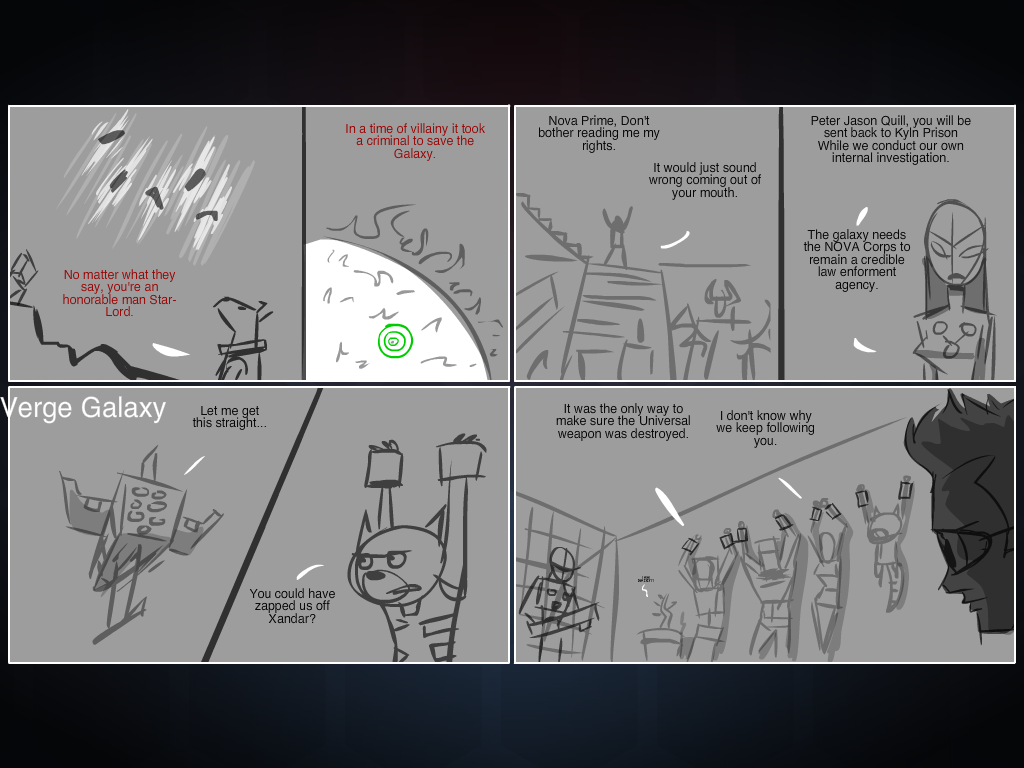 No matter what they
say, you're an
honorable man Star-
Lord.
In a time of villainy it took
a criminal to save the
Galaxy.
Nova Prime, Don't
bother reading me my
rights.
It would just sound
wrong coming out of
your mouth.
Peter Jason Quill, you will be
sent back to Kyln Prison
While we conduct our own
internal investigation.
The galaxy needs
the NOVA Corps to
remain a credible
law enforment
agency.
Verge Galaxy
Let me get
this straight...
You could have
zapped us off
Xandar?
It was the only way to
make sure the Universal
weapon was destroyed.
I don't know why
we keep following
you.